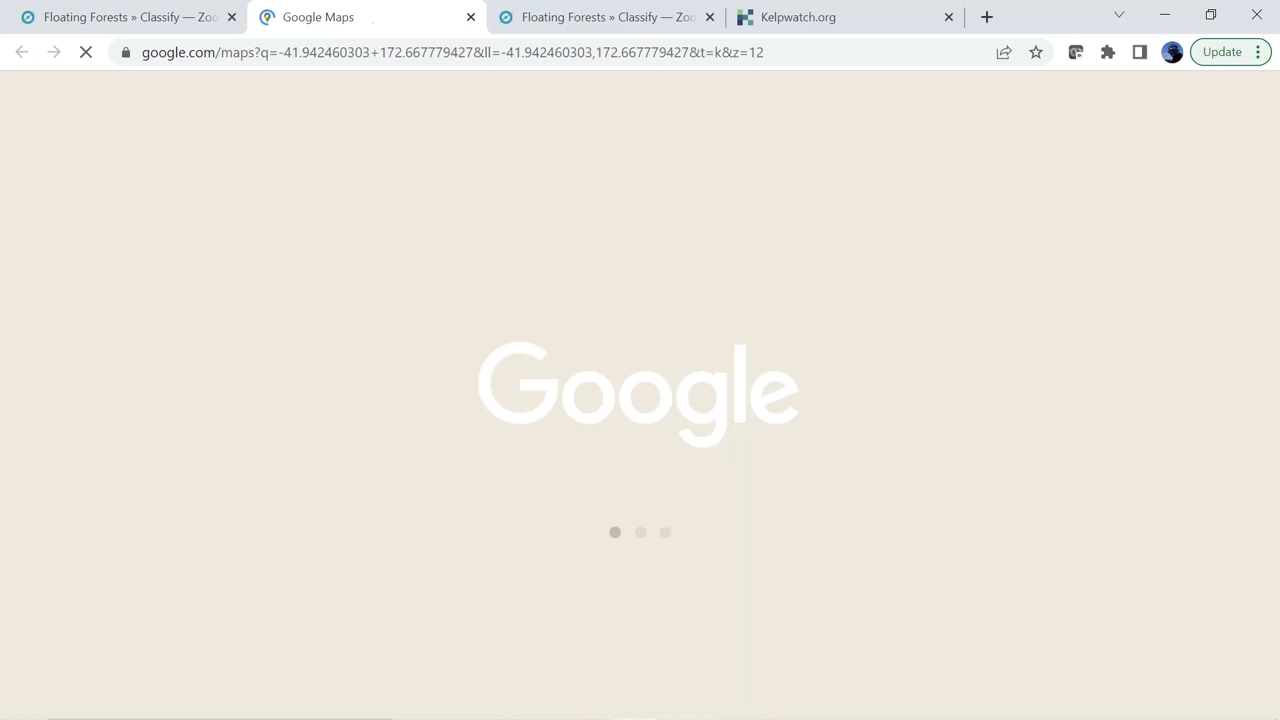 Floating Forests » Classify — Zoo
Google Maps
Floating Forests » Classify — Zoo
Kelpwatch.org
google.com/maps?q=-41.942460303+172.667779427&ll=-41.942460303,172.667779427&t=k&z=12
Update
Google